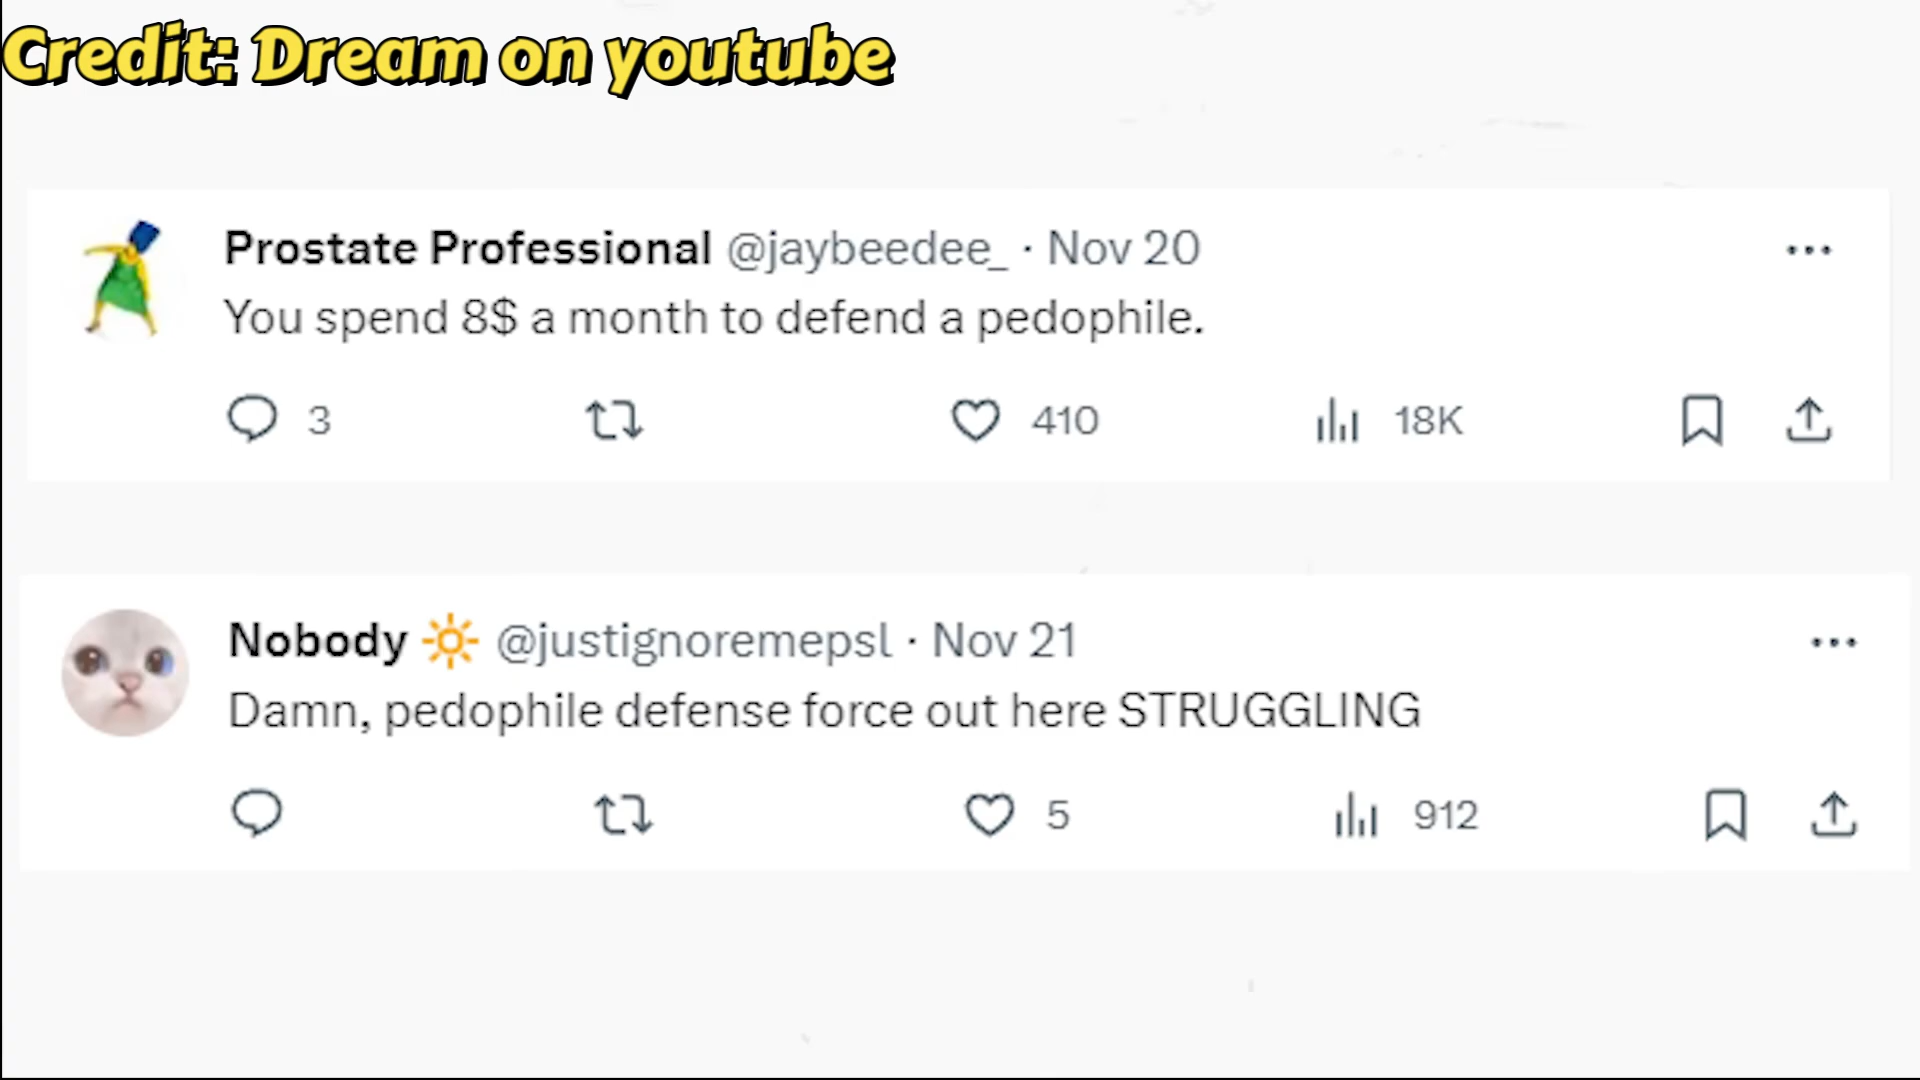 Credit: Dream on youtube
Prostate Professional @jaybeedee_ · Nov 20
You spend 8$ a month to defend a pedophile.
3 410 18K
Nobody 🔆 @justignoremepsl · Nov 21
Damn, pedophile defense force out here STRUGGLING
5 912